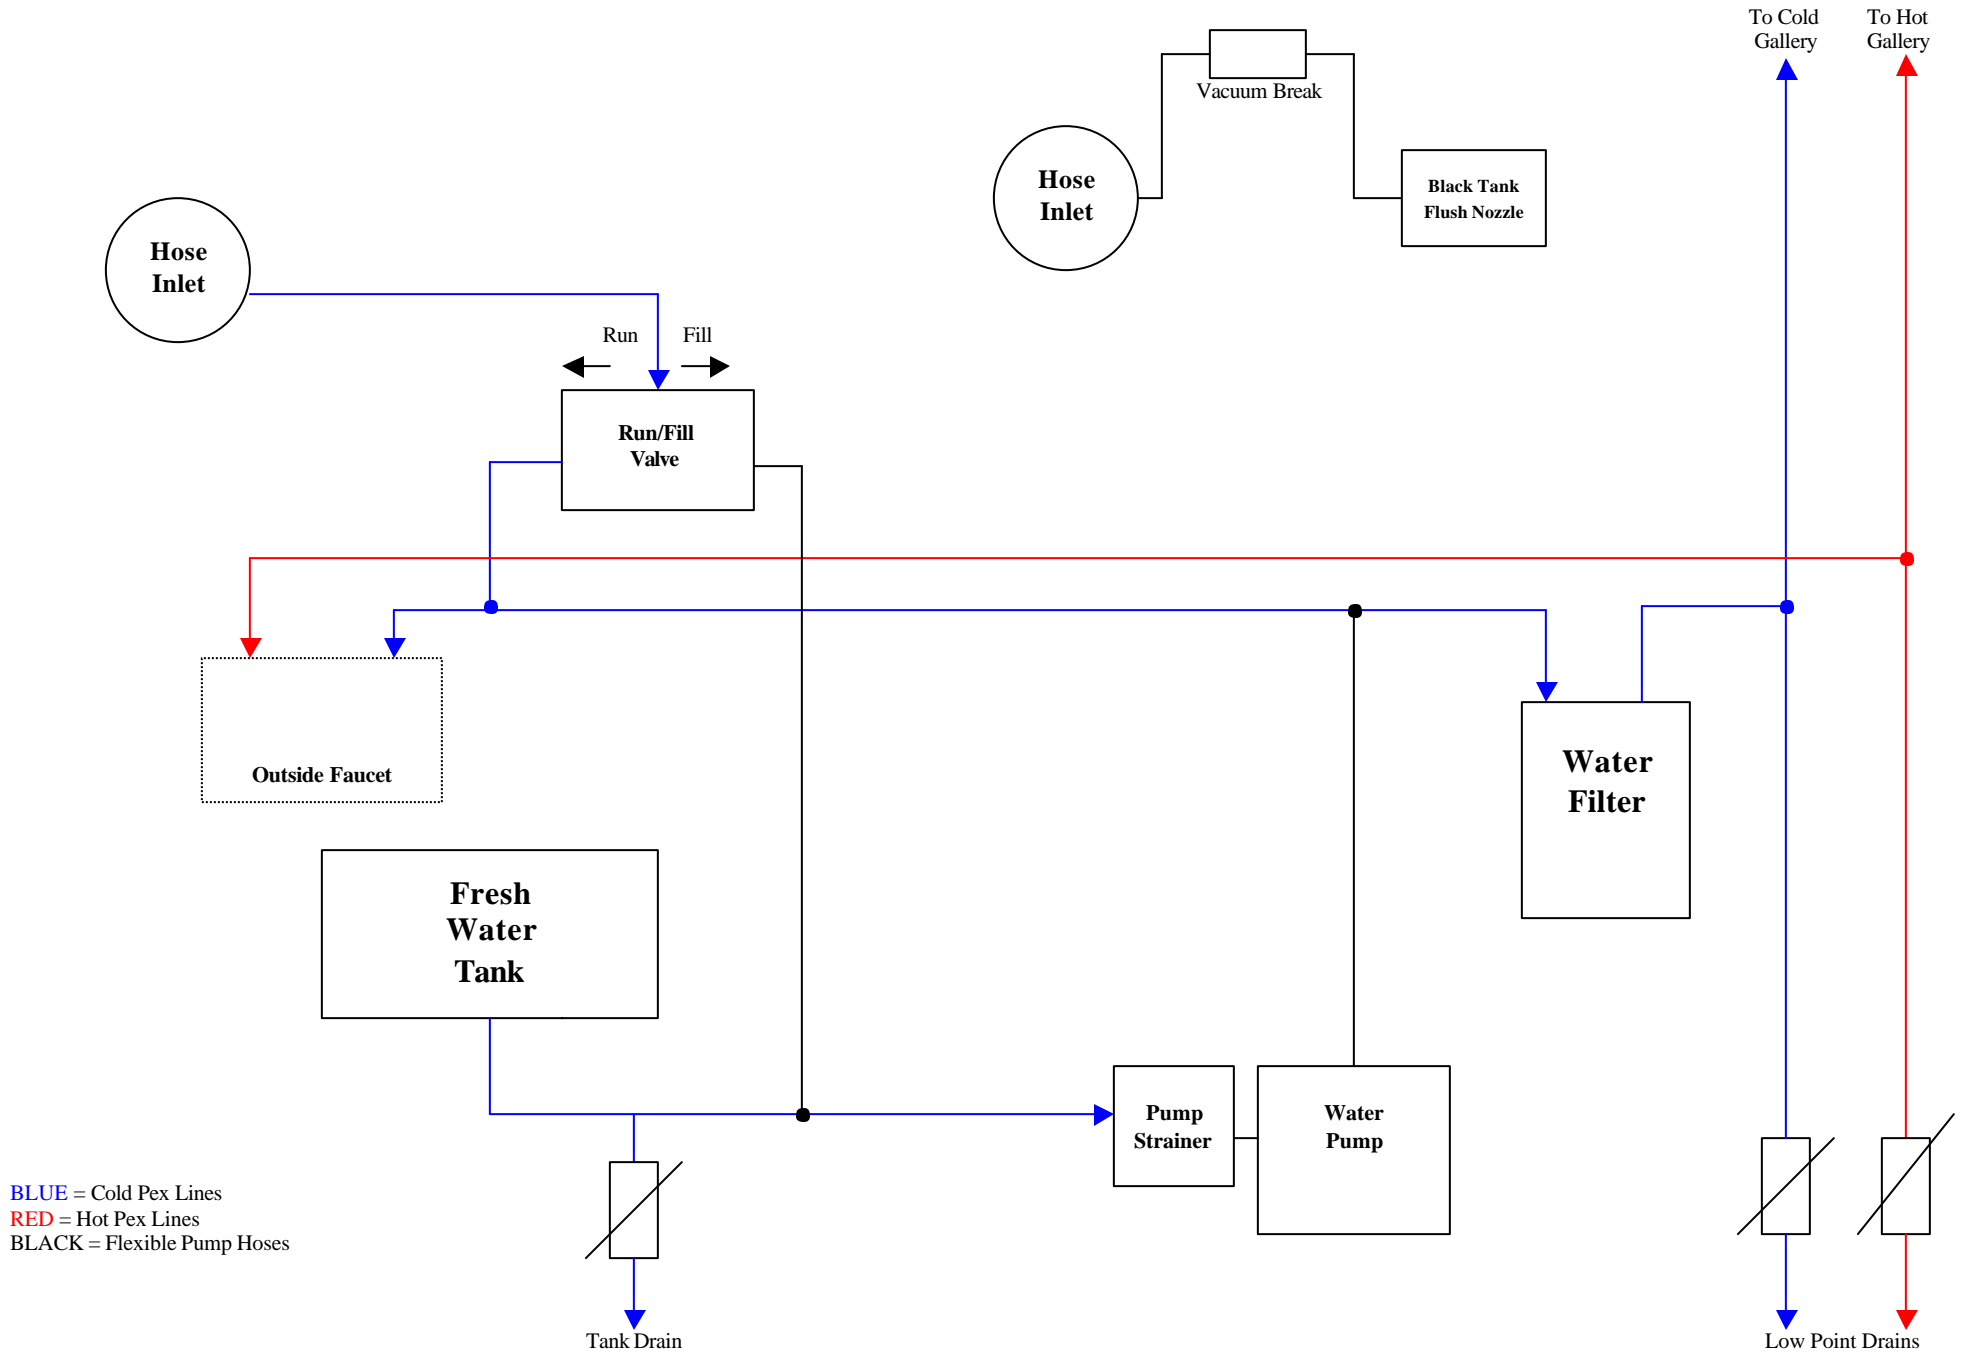 To Cold
Gallery
To Hot
Gallery
Vacuum Break
Hose
Inlet
Black Tank
Flush Nozzle
Hose
Inlet
Run
Fill
Run/Fill
Valve
Outside Faucet
Water
Filter
Fresh
Water
Tank
Pump
Strainer
Water
Pump
BLUE = Cold Pex Lines
RED = Hot Pex Lines
BLACK = Flexible Pump Hoses
Tank Drain
Low Point Drains